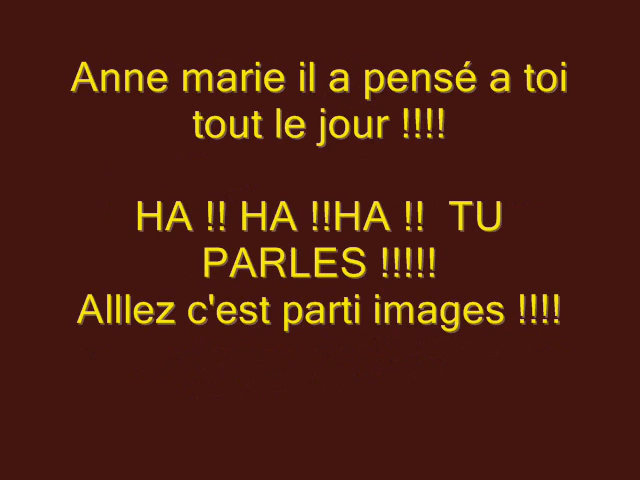 Anne marie il a pensé a toi
tout le jour !!!!
HA !! HA !!HA !!  TU
PARLES !!!!!
Alllez c'est parti images !!!!